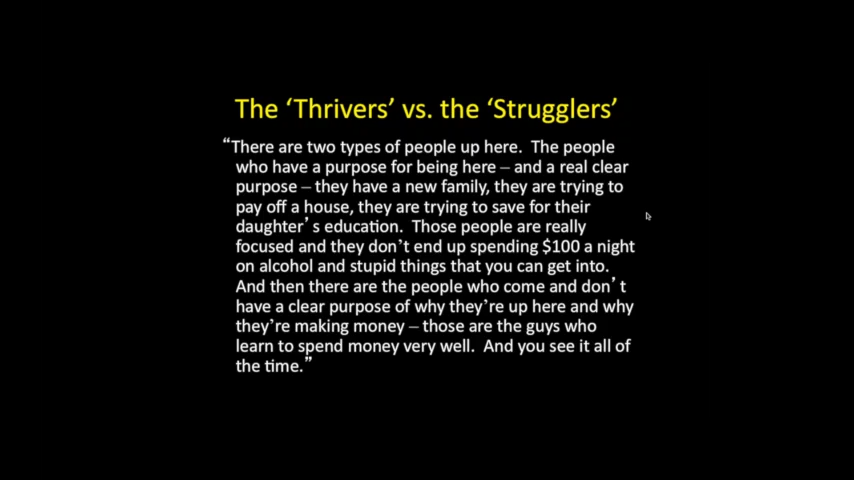 The ‘Thrivers’ vs. the ‘Strugglers’
“There are two types of people up here.  The people
who have a purpose for being here – and a real clear
purpose – they have a new family, they are trying to
pay off a house, they are trying to save for their
daughter’s education.  Those people are really
focused and they don’t end up spending $100 a night
on alcohol and stupid things that you can get into.
And then there are the people who come and don’t
have a clear purpose of why they’re up here and why
they’re making money – those are the guys who
learn to spend money very well.  And you see it all of
the time.”